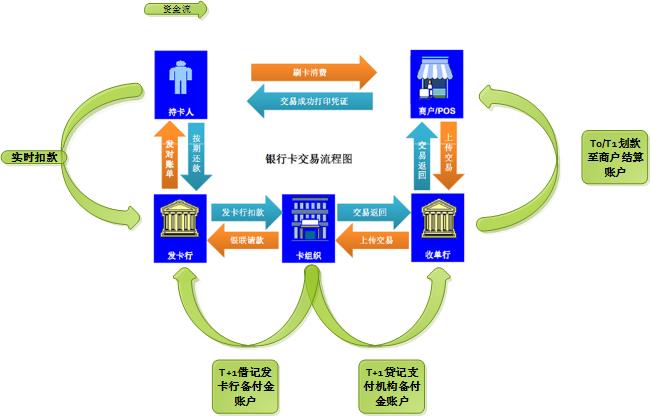 资金流
刷卡消费
交易成功打印凭证
持卡人
商户/POS
实时扣款
发对账单
按期还款
银行卡交易流程图
交易返回
上传交易
T0/T1划款
至商户结算
账户
发卡行扣款
银联请款
交易返回
上传交易
发卡行
卡组织
收单行
T+1借记发
卡行备付金
账户
T+1贷记支
付机构备付
金账户